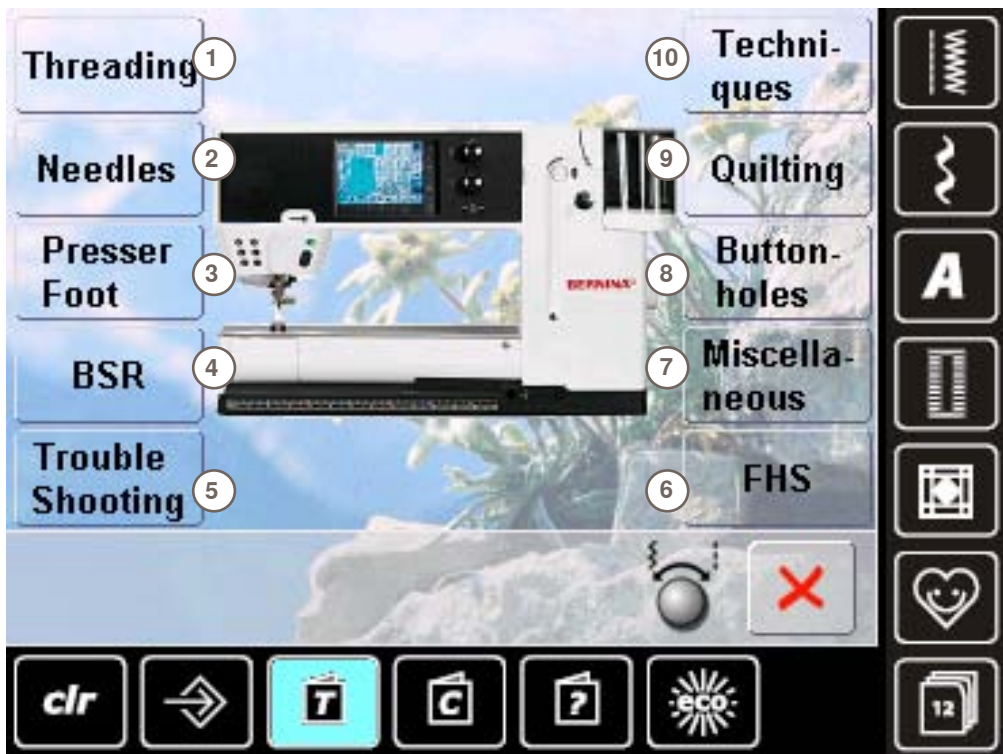 Threading
1
Needles
2
Presser
Foot
3
BSR
4
Trouble
Shooting
5
10
Techni-
ques
9
Quilting
8
Button-
holes
7
Miscella-
neous
6
FHS
BERNINA
A
12
clr
T
C
?
eco